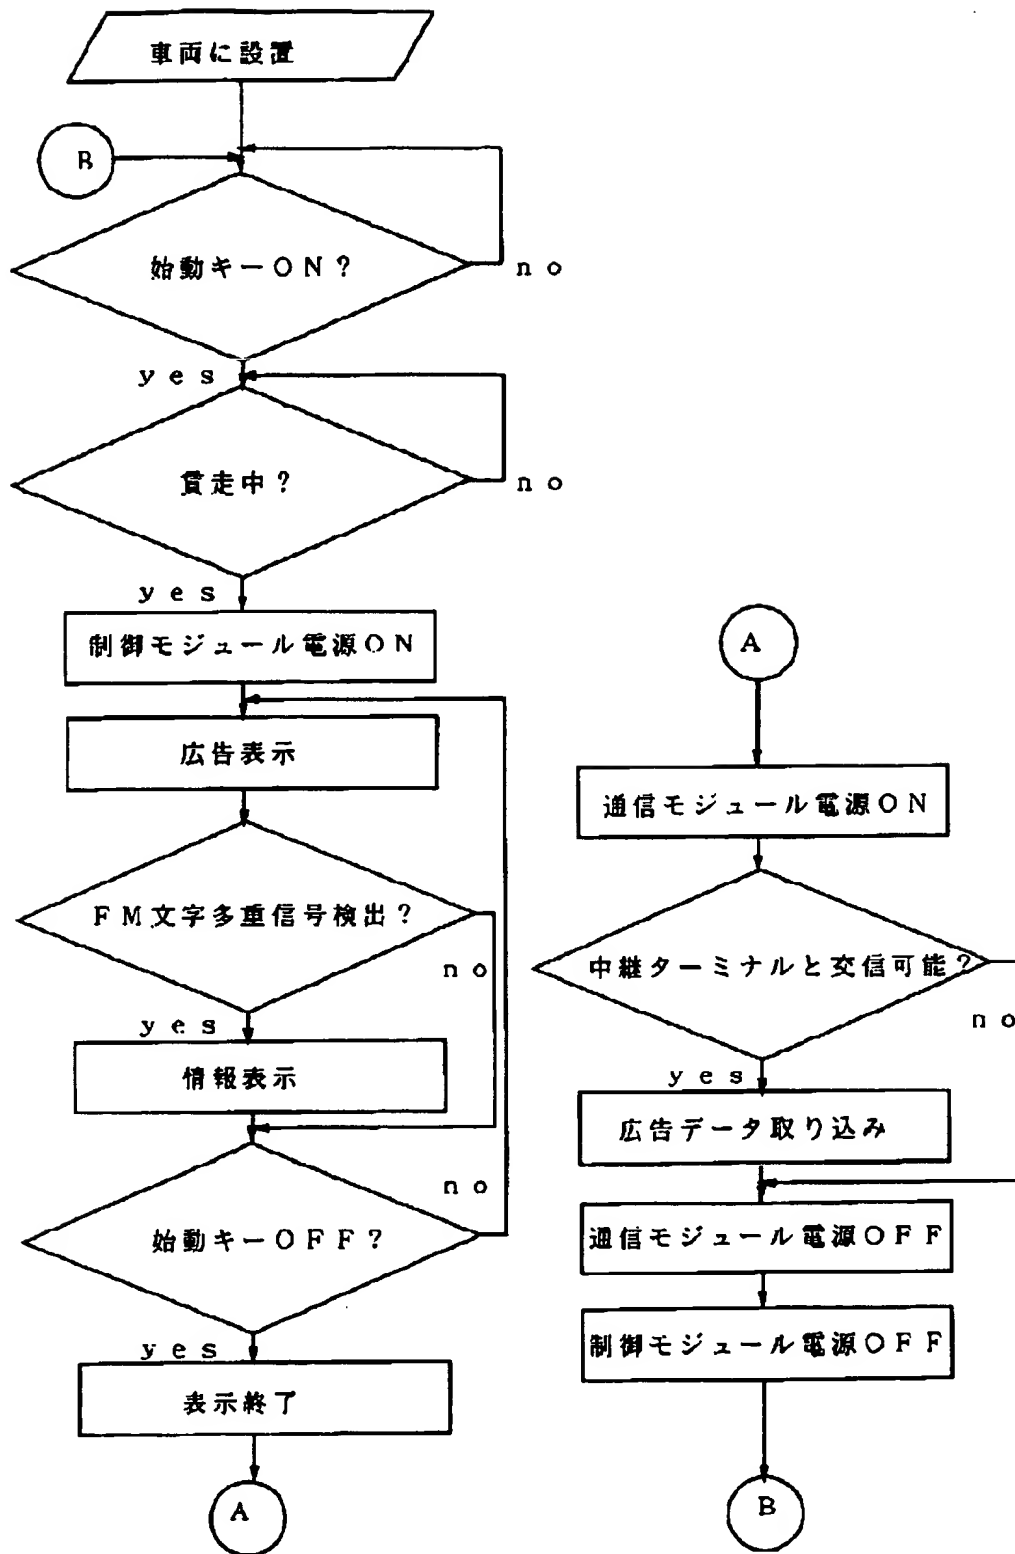 車両に設置
B
始動キーON?
no
yes
賃走中?
no
yes
制御モジュール電源ON
広告表示
FM文字多重信号検出?
no
yes
情報表示
no
始動キーOFF?
yes
表示終了
A
A
通信モジュール電源ON
中継ターミナルと交信可能?
no
yes
広告データ取り込み
通信モジュール電源OFF
制御モジュール電源OFF
B